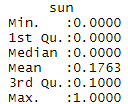 sun
Min.   :0.0000
1st Qu.:0.0000
Median :0.0000
Mean   :0.1763
3rd Qu.:0.1000
Max.   :1.0000